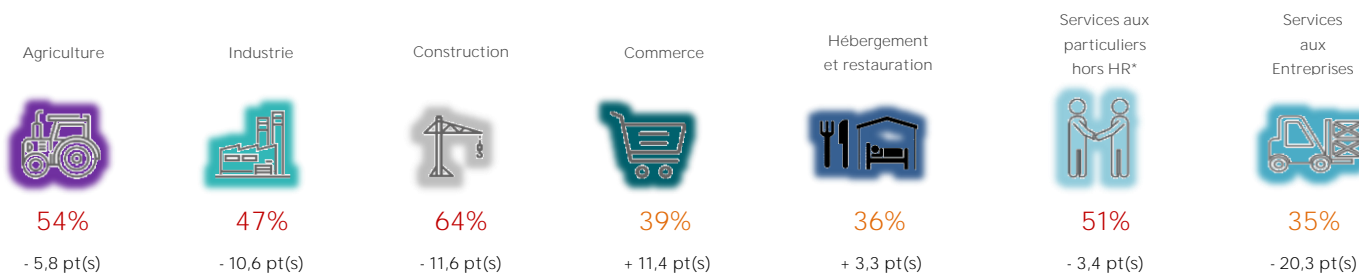 Agriculture
Industrie
Construction
Commerce
Hébergement
et restauration
Services aux
particuliers
hors HR*
Services
aux
Entreprises
54%
47%
64%
39%
36%
51%
35%
- 5,8 pt(s)
- 10,6 pt(s)
- 11,6 pt(s)
+ 11,4 pt(s)
+ 3,3 pt(s)
- 3,4 pt(s)
- 20,3 pt(s)